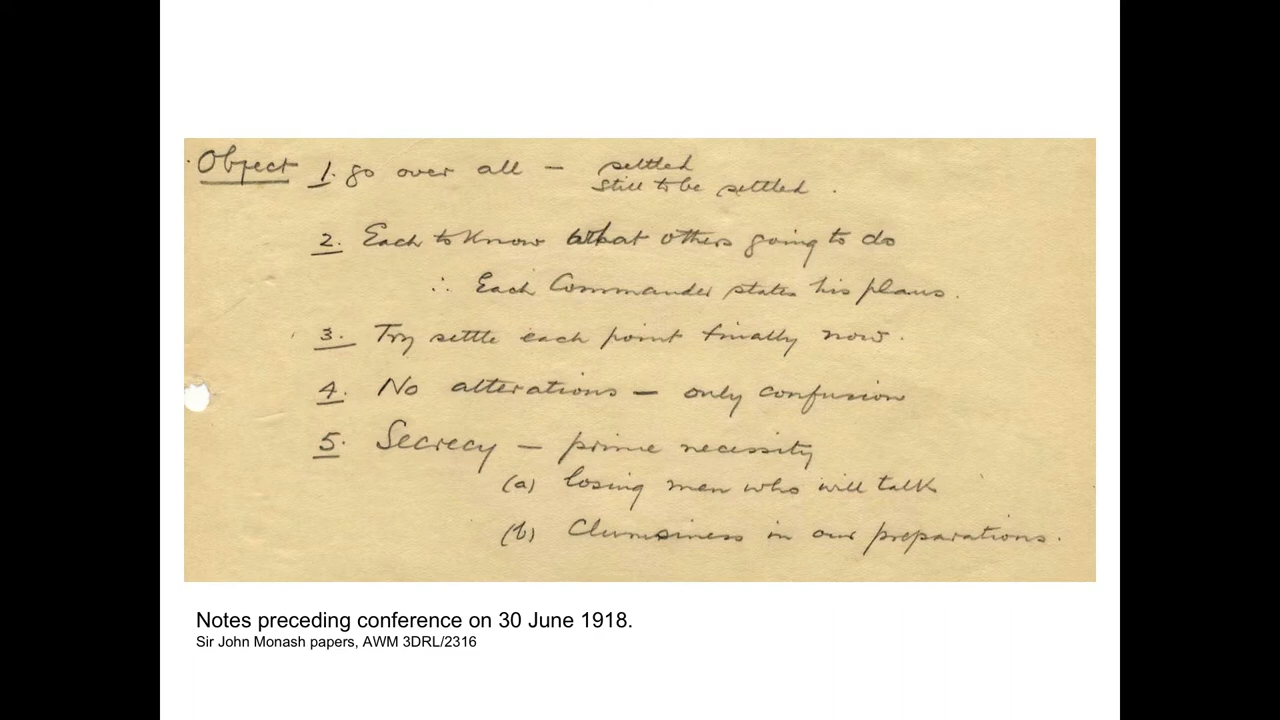 Object 1. go over all — settled
still to be settled.
2. Each to know what others going to do
∴ Each Commander states his plans.
3. Try settle each point finally now.
4. No alterations — only confusion
5. Secrecy — prime necessity
(a) losing men who will talk
(b) Clumsiness in our preparations.
Notes preceding conference on 30 June 1918.
Sir John Monash papers, AWM 3DRL/2316